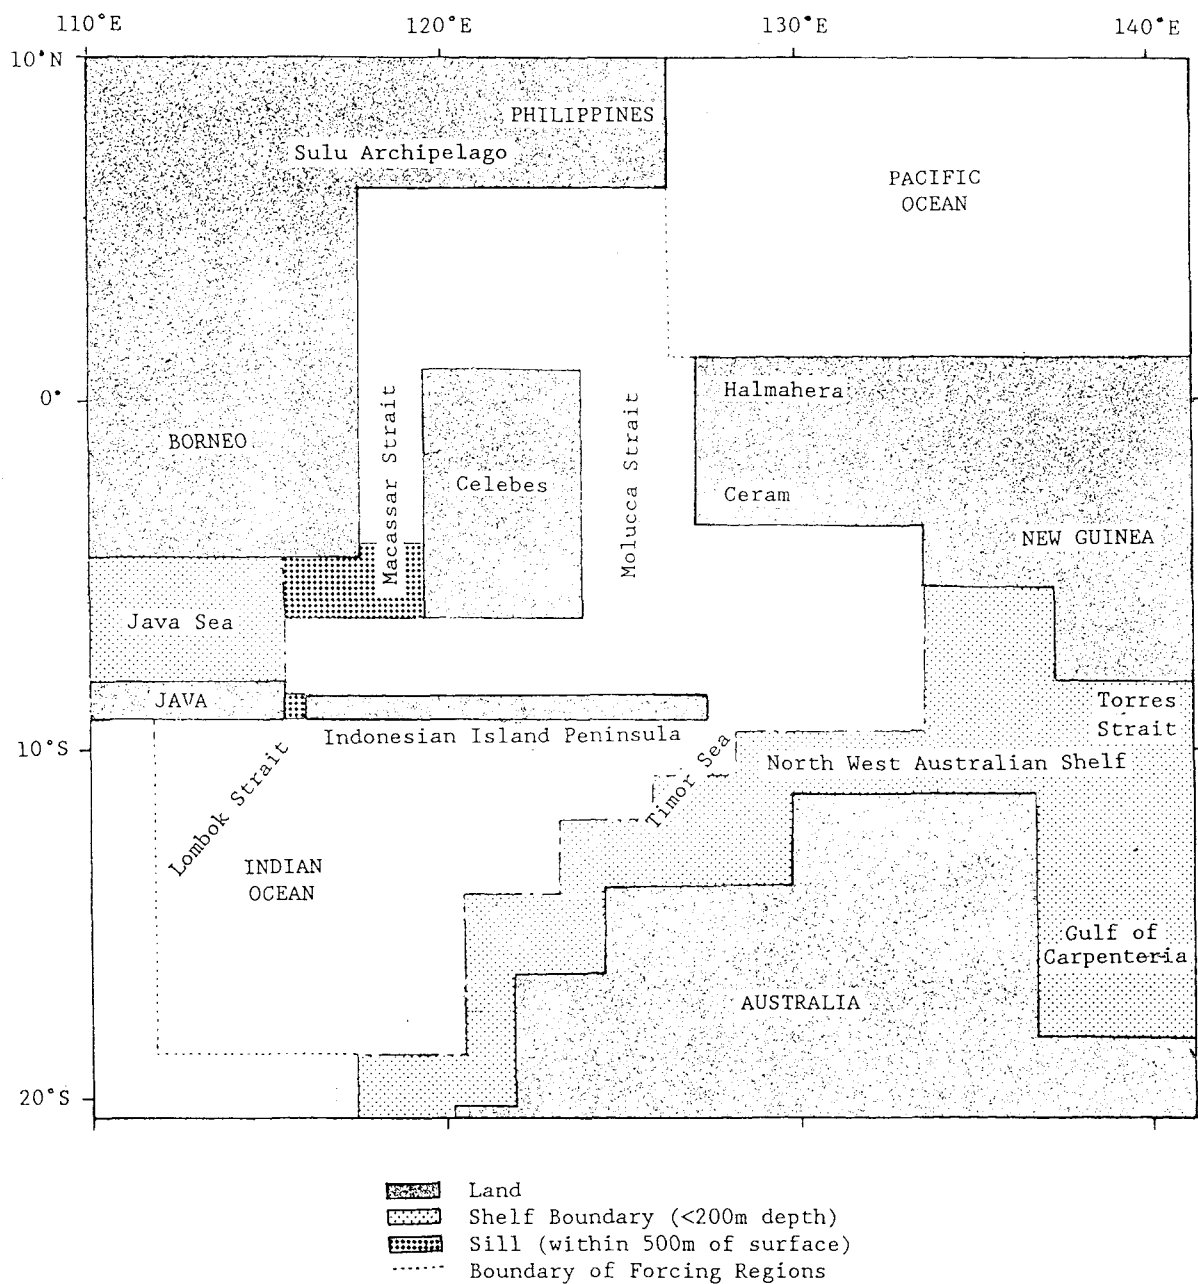 110°E 120°E 130°E 140°E
10°N
PHILIPPINES
Sulu Archipelago
PACIFIC
OCEAN
0°
Halmahera
BORNEO
Macassar Strait
Celebes
Molucca Strait
Ceram
NEW GUINEA
Java Sea
JAVA
Torres
Strait
Indonesian Island Peninsula
10°S
Lombok Strait
Timor Sea
North West Australian Shelf
INDIAN
OCEAN
Gulf of
Carpenteria
AUSTRALIA
20°S
Land
Shelf Boundary (<200m depth)
Sill (within 500m of surface)
Boundary of Forcing Regions